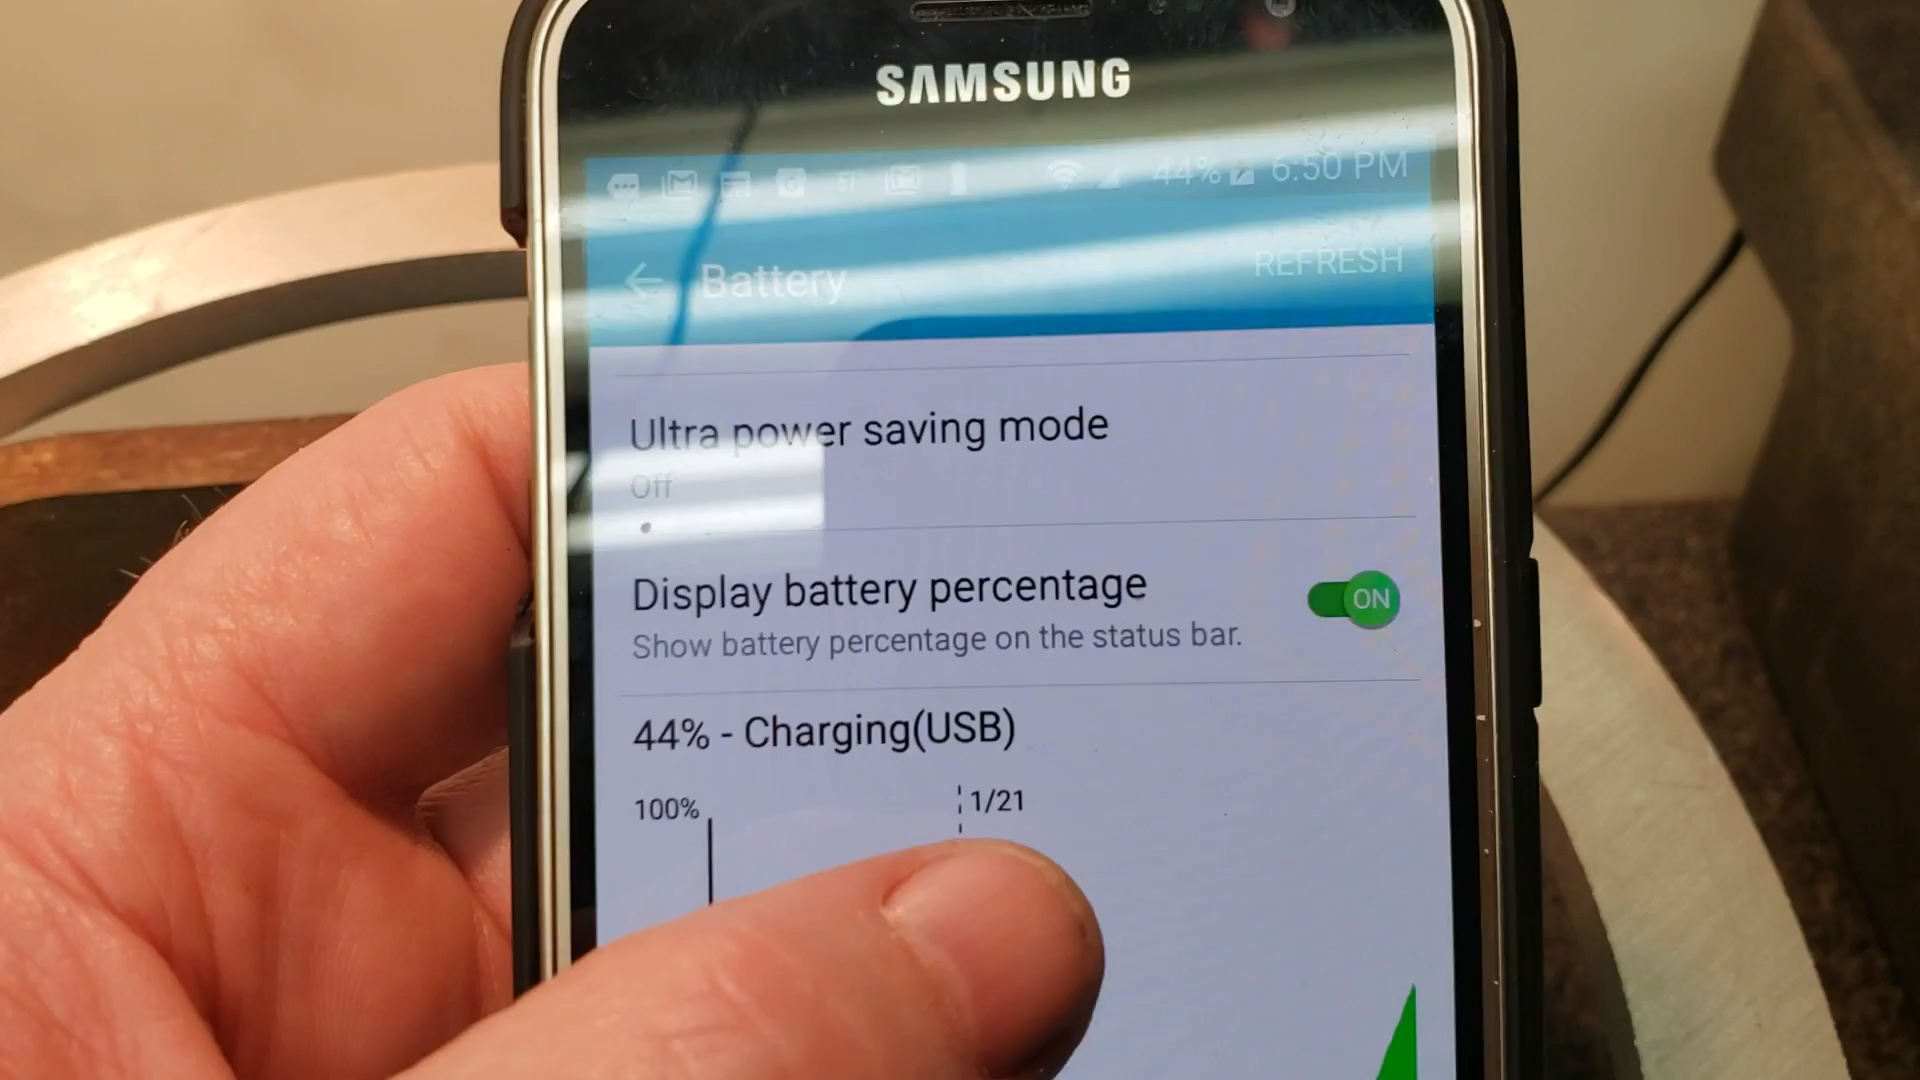 SAMSUNG
44% 6:50 PM
Battery
REFRESH
Ultra power saving mode
Off
Display battery percentage
ON
Show battery percentage on the status bar.
44% - Charging(USB)
100%
1/21